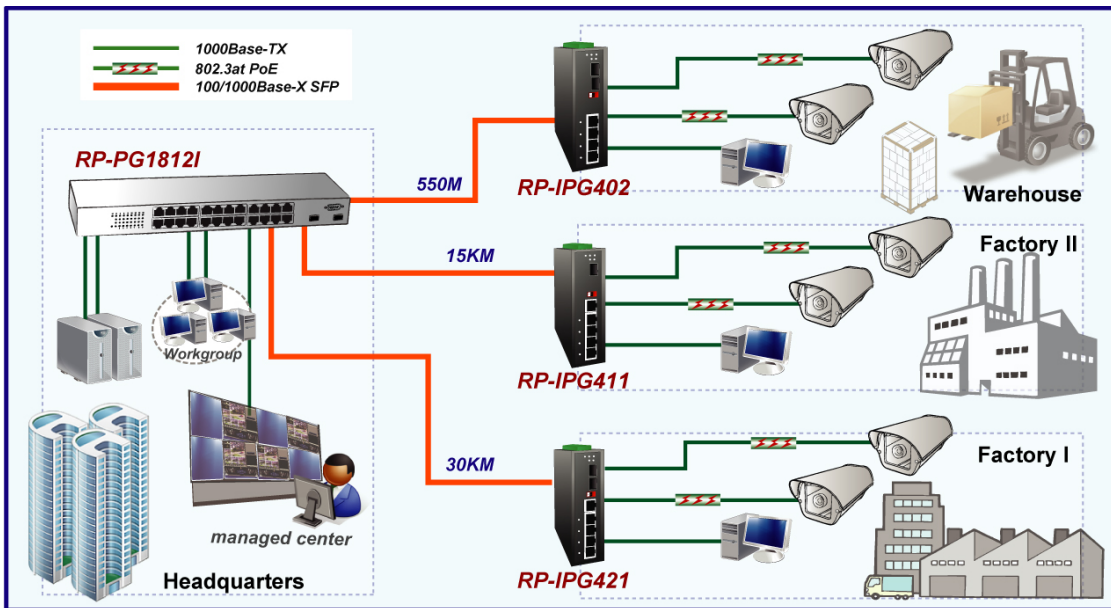 1000Base-TX
802.3at PoE
100/1000Base-X SFP
RP-PG1812I
550M
RP-IPG402
Warehouse
15KM
Factory II
Workgroup
RP-IPG411
30KM
Factory I
managed center
Headquarters
RP-IPG421